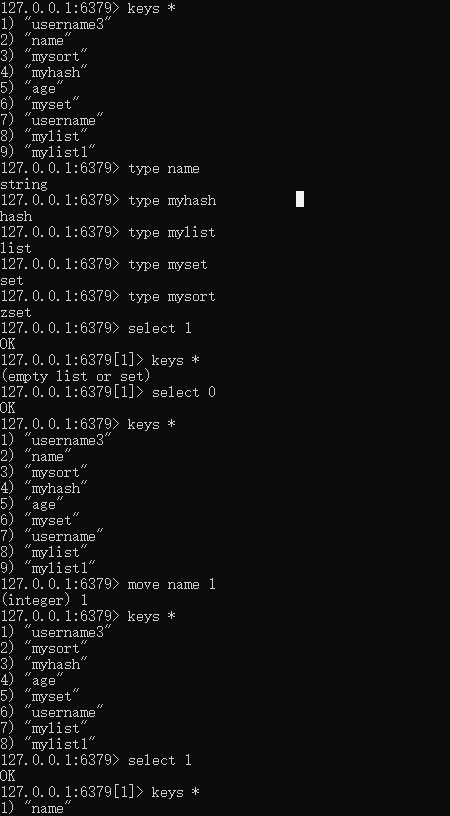 127.0.0.1:6379> keys *
1) "username3"
2) "name"
3) "mysort"
4) "myhash"
5) "age"
6) "myset"
7) "username"
8) "mylist"
9) "mylist1"
127.0.0.1:6379> type name
string
127.0.0.1:6379> type myhash
hash
127.0.0.1:6379> type mylist
list
127.0.0.1:6379> type myset
set
127.0.0.1:6379> type mysort
zset
127.0.0.1:6379> select 1
OK
127.0.0.1:6379[1]> keys *
(empty list or set)
127.0.0.1:6379[1]> select 0
OK
127.0.0.1:6379> keys *
1) "username3"
2) "name"
3) "mysort"
4) "myhash"
5) "age"
6) "myset"
7) "username"
8) "mylist"
9) "mylist1"
127.0.0.1:6379> move name 1
(integer) 1
127.0.0.1:6379> keys *
1) "username3"
2) "mysort"
3) "myhash"
4) "age"
5) "myset"
6) "username"
7) "mylist"
8) "mylist1"
127.0.0.1:6379> select 1
OK
127.0.0.1:6379[1]> keys *
1) "name"